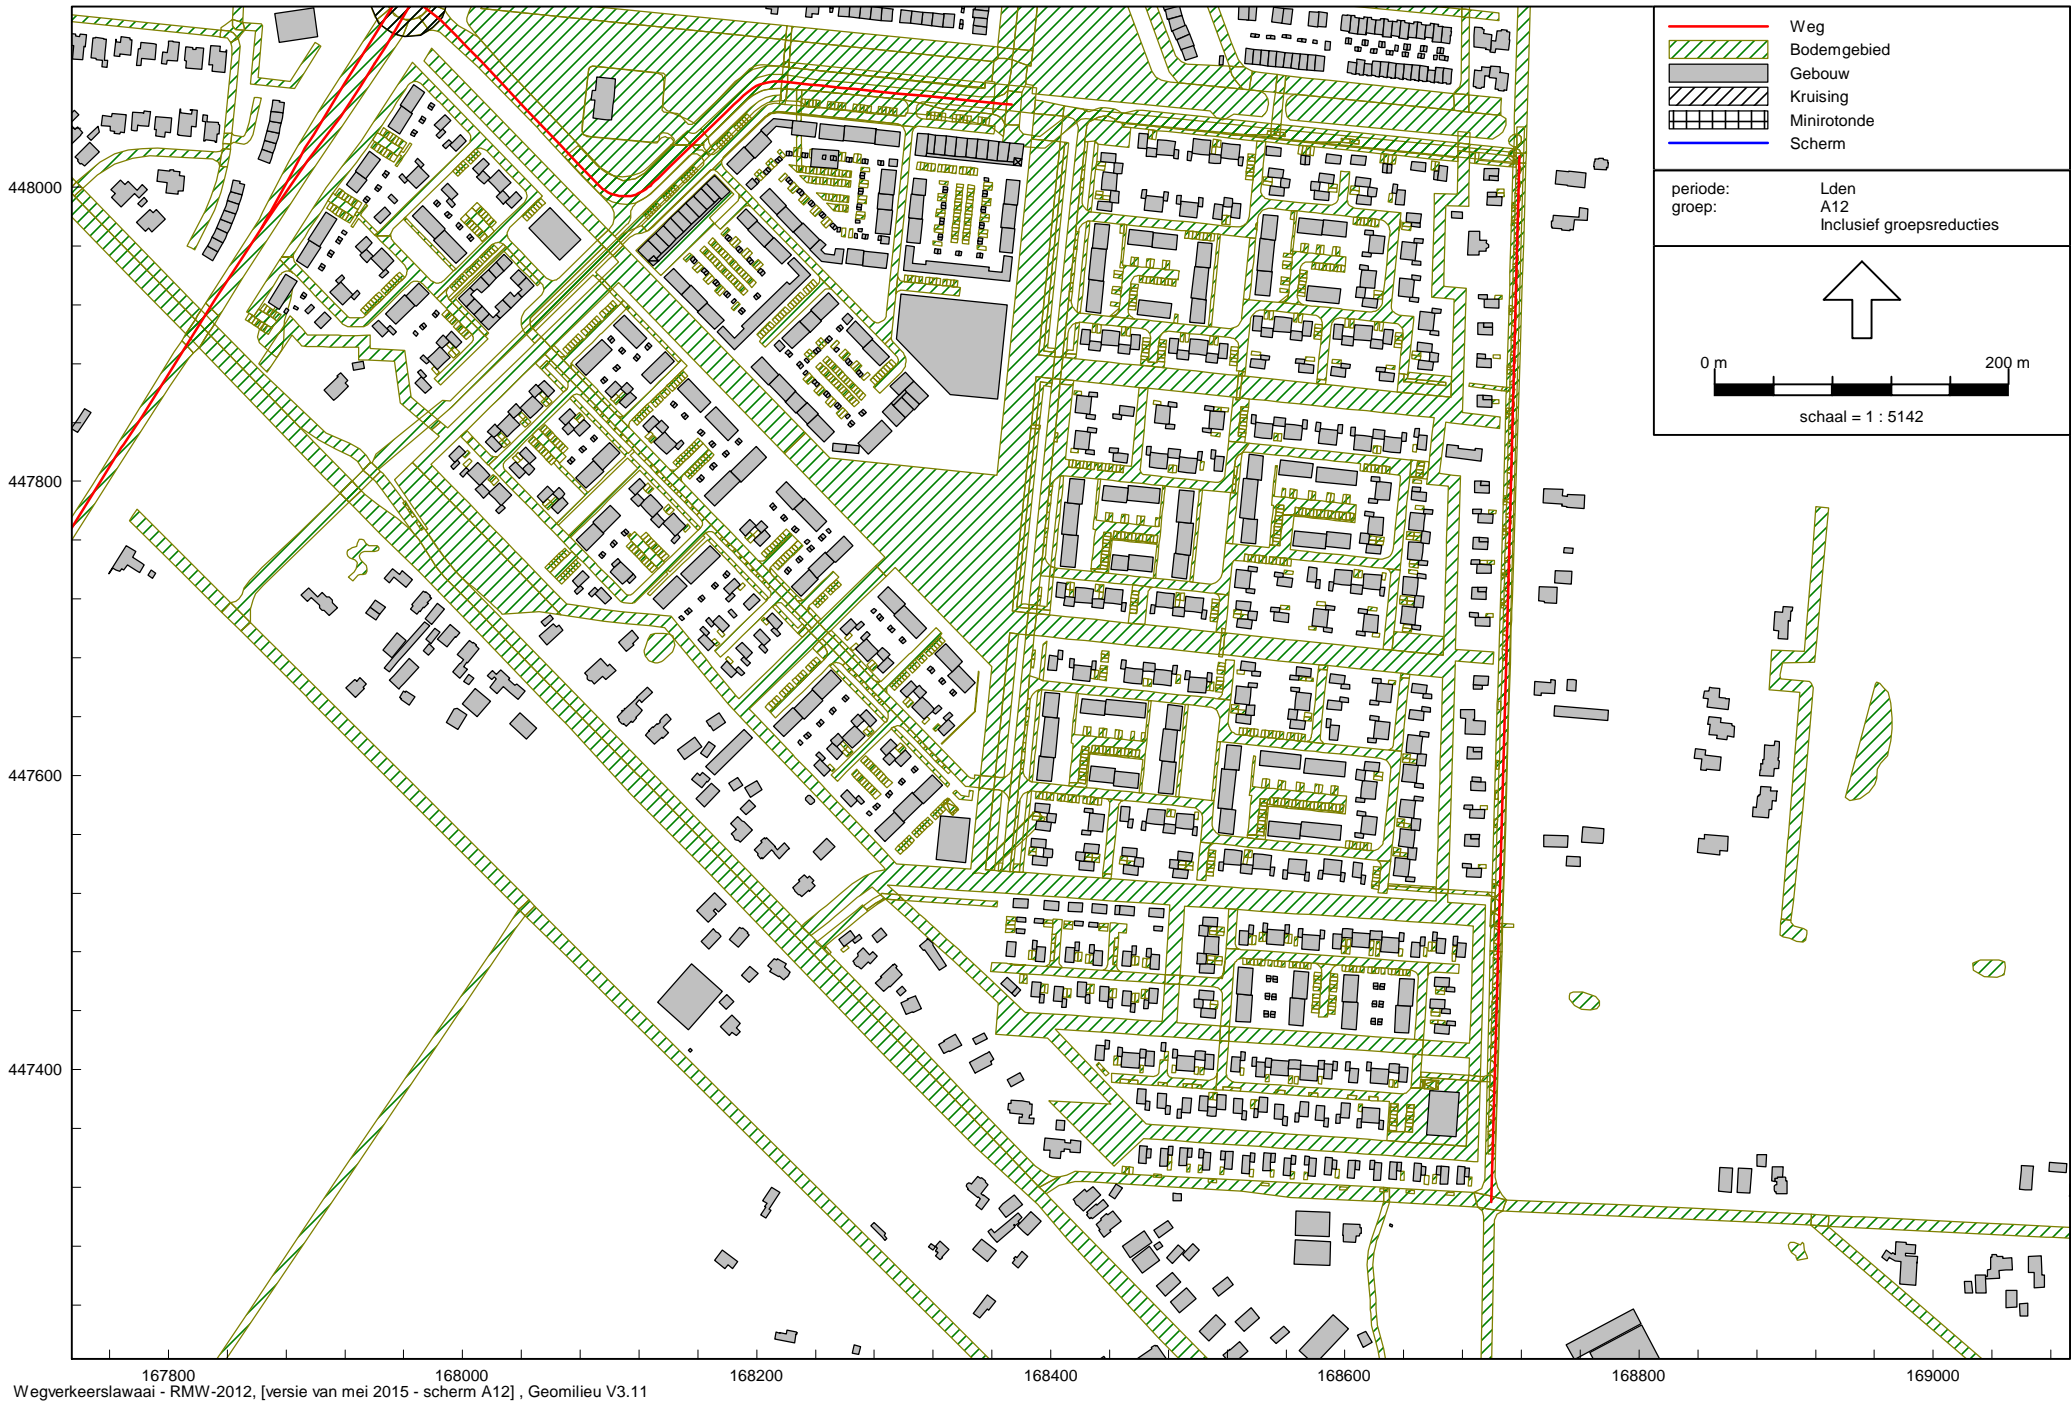 Weg
Bodemgebied
Gebouw
Kruising
Minirotonde
Scherm
periode: Lden
groep: A12
Inclusief groepsreducties
0 m 200 m
schaal = 1 : 5142
448000
447800
447600
447400
167800 168000 168200 168400 168600 168800 169000
Wegverkeerslawaai - RMW-2012, [versie van mei 2015 - scherm A12] , Geomilieu V3.11